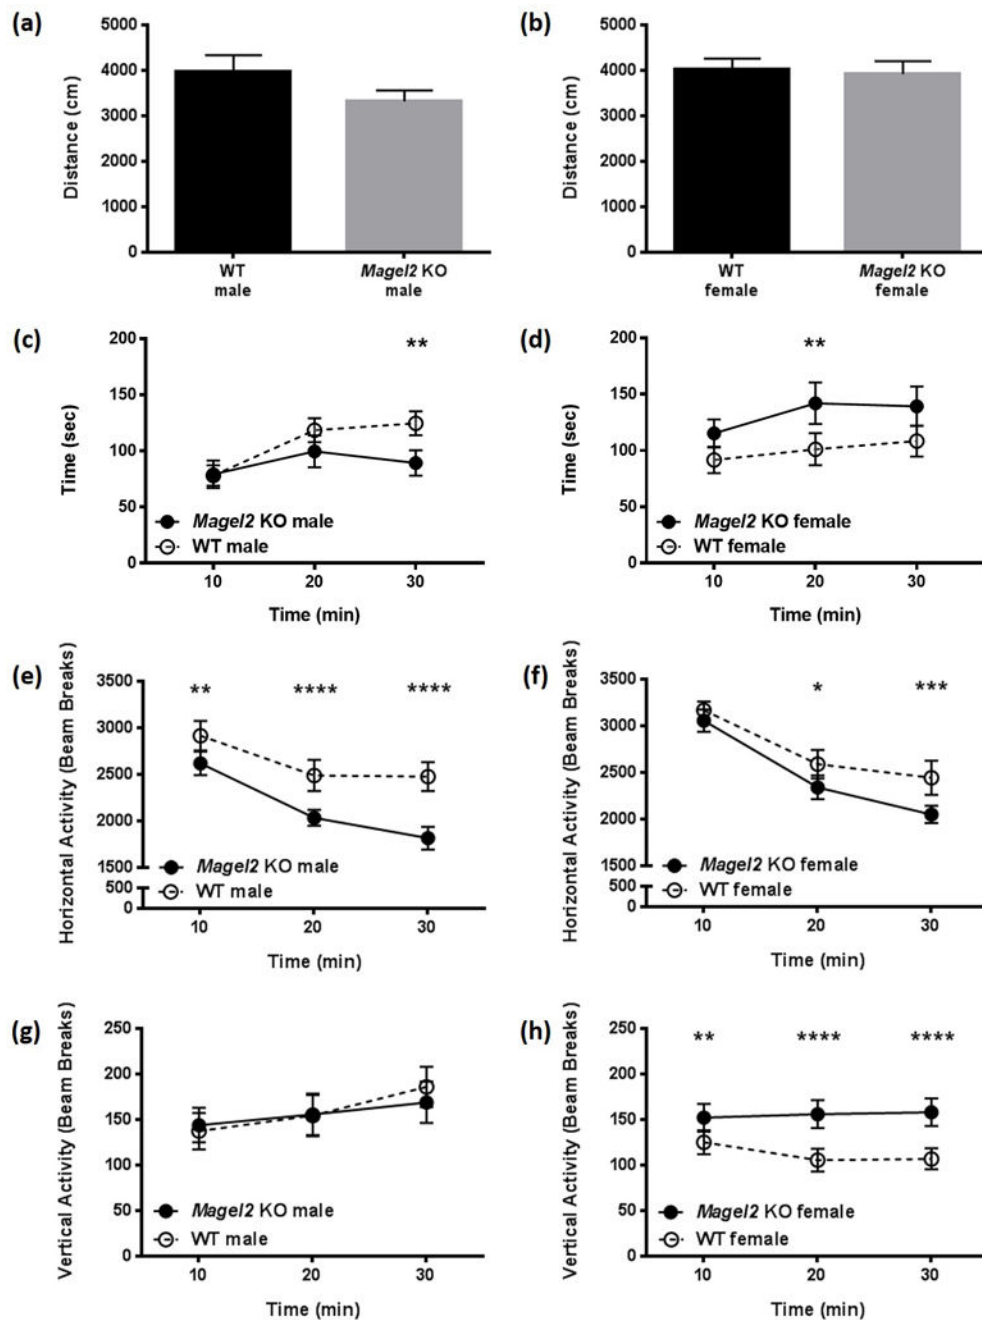 (a)
Distance (cm)
5000
4000
3000
2000
1000
0
WT
male
Magel2 KO
male
(b)
Distance (cm)
5000
4000
3000
2000
1000
0
WT
female
Magel2 KO
female
(c)
Time (sec)
200
150
100
50
0
**
Magel2 KO male
WT male
10 20 30
Time (min)
(d)
Time (sec)
200
150
100
50
0
**
Magel2 KO female
WT female
10 20 30
Time (min)
(e)
Horizontal Activity (Beam Breaks)
3500
3000
2500
2000
1500
500
0
** **** ****
Magel2 KO male
WT male
10 20 30
Time (min)
(f)
Horizontal Activity (Beam Breaks)
3500
3000
2500
2000
1500
500
0
* ***
Magel2 KO female
WT female
10 20 30
Time (min)
(g)
Vertical Activity (Beam Breaks)
250
200
150
100
50
0
Magel2 KO male
WT male
10 20 30
Time (min)
(h)
Vertical Activity (Beam Breaks)
250
200
150
100
50
0
** **** ****
Magel2 KO female
WT female
10 20 30
Time (min)